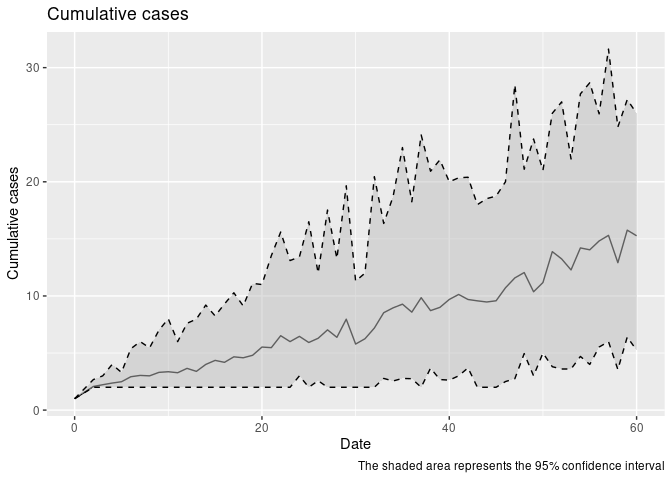 Cumulative cases
Cumulative cases
30
20
10
0
0 20 40 60
Date
The shaded area represents the 95% confidence interval